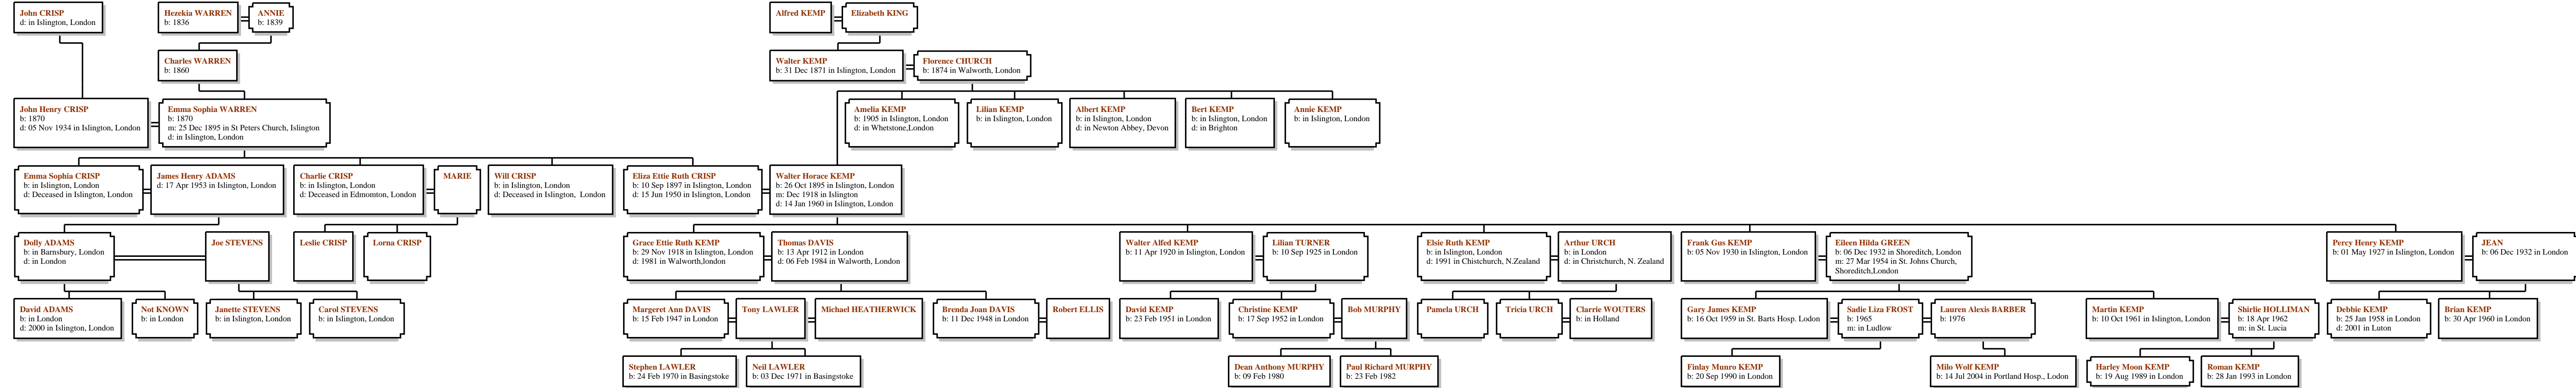 John CRISP
d: in Islington, London
Hezekia WARREN
b: 1836
ANNIE
b: 1839
Alfred KEMP
Elizabeth KING
Charles WARREN
b: 1860
Walter KEMP
b: 31 Dec 1871 in Islington, London
Florence CHURCH
b: 1874 in Walworth, London
John Henry CRISP
b: 1870
d: 05 Nov 1934 in Islington, London
Emma Sophia WARREN
b: 1870
m: 25 Dec 1895 in St Peters Church, Islington
d: in Islington, London
Amelia KEMP
b: 1905 in Islington, London
d: in Whetstone,London
Lilian KEMP
b: in Islington, London
Albert KEMP
b: in Islington, London
d: in Newton Abbey, Devon
Bert KEMP
b: in Islington, London
d: in Brighton
Annie KEMP
b: in Islington, London
Emma Sophia CRISP
b: in Islington, London
d: Deceased in Islington, London
James Henry ADAMS
d: 17 Apr 1953 in Islington, London
Charlie CRISP
b: in Islington, London
d: Deceased in Edmomton, London
MARIE
Will CRISP
b: in Islington, London
d: Deceased in Islington, London
Eliza Ettie Ruth CRISP
b: 10 Sep 1897 in Islington, London
d: 15 Jun 1950 in Islington, London
Walter Horace KEMP
b: 26 Oct 1895 in Islington, London
m: Dec 1918 in Islington
d: 14 Jan 1960 in Islington, London
Dolly ADAMS
b: in Barnsbury, London
d: in London
Joe STEVENS
Leslie CRISP
Lorna CRISP
Grace Ettie Ruth KEMP
b: 29 Nov 1918 in Islington, London
d: 1981 in Walworth,london
Thomas DAVIS
b: 13 Apr 1912 in London
d: 06 Feb 1984 in Walworth, London
Walter Alfed KEMP
b: 11 Apr 1920 in Islington, London
Lilian TURNER
b: 10 Sep 1925 in London
Elsie Ruth KEMP
b: in Islington, London
d: 1991 in Chistchurch, N.Zealand
Arthur URCH
b: in London
d: in Christchurch, N. Zealand
Frank Gus KEMP
b: 05 Nov 1930 in Islington, London
Eileen Hilda GREEN
b: 06 Dec 1932 in Shoreditch, London
m: 27 Mar 1954 in St. Johns Church,
Shoreditch,London
Percy Henry KEMP
b: 01 May 1927 in Islington, London
JEAN
b: 06 Dec 1932 in London
David ADAMS
b: in London
d: 2000 in Islington, London
Not KNOWN
b: in London
Janette STEVENS
b: in Islington, London
Carol STEVENS
b: in Islington, London
Margaret Ann DAVIS
b: 15 Feb 1947 in London
Tony LAWLER
Michael HEATHERWICK
Brenda Joan DAVIS
b: 11 Dec 1948 in London
Robert ELLIS
David KEMP
b: 23 Feb 1951 in London
Christine KEMP
b: 17 Sep 1952 in London
Bob MURPHY
Pamela URCH
Tricia URCH
Clarrie WOUTERS
b: in Holland
Gary James KEMP
b: 16 Oct 1959 in St. Barts Hosp. Lodon
Sadie Liza FROST
b: 1965
m: in Ludlow
Lauren Alexis BARBER
b: 1976
Martin KEMP
b: 10 Oct 1961 in Islington, London
Shirlie HOLLIMAN
b: 18 Apr 1962
m: in St. Lucia
Debbie KEMP
b: 25 Jan 1958 in London
d: 2001 in Luton
Brian KEMP
b: 30 Apr 1960 in London
Stephen LAWLER
b: 24 Feb 1970 in Basingstoke
Neil LAWLER
b: 03 Dec 1971 in Basingstoke
Dean Anthony MURPHY
b: 09 Feb 1980
Paul Richard MURPHY
b: 23 Feb 1982
Finlay Munro KEMP
b: 20 Sep 1990 in London
Milo Wolf KEMP
b: 14 Jul 2004 in Portland Hosp., Lodon
Harley Moon KEMP
b: 19 Aug 1989 in London
Roman KEMP
b: 28 Jan 1993 in London